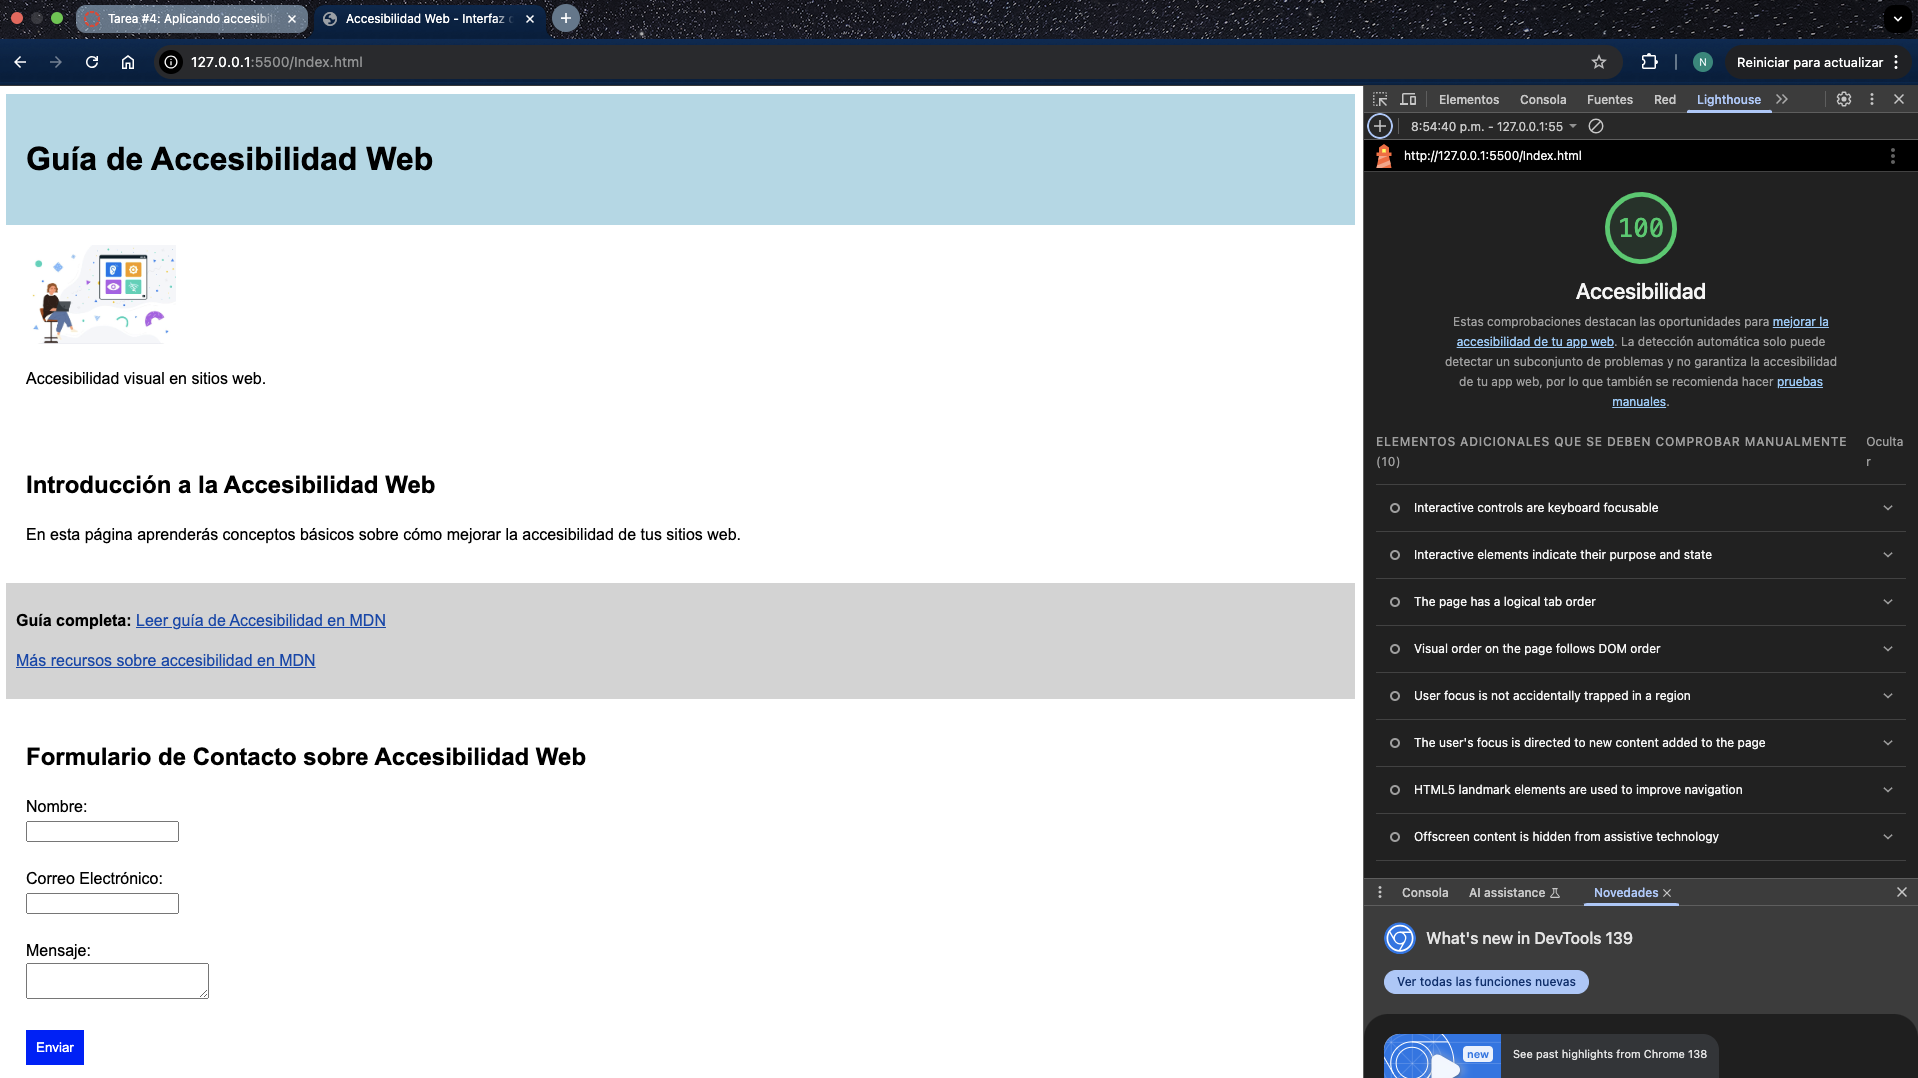 Tarea #4: Aplicando accesibil
Accesibilidad Web - Interfaz
127.0.0.1:5500/Index.html
N
Reiniciar para actualizar
Guía de Accesibilidad Web
Accesibilidad visual en sitios web.
Introducción a la Accesibilidad Web
En esta página aprenderás conceptos básicos sobre cómo mejorar la accesibilidad de tus sitios web.
Guía completa: Leer guía de Accesibilidad en MDN
Más recursos sobre accesibilidad en MDN
Formulario de Contacto sobre Accesibilidad Web
Nombre:
Correo Electrónico:
Mensaje:
Enviar
Elementos Consola Fuentes Red Lighthouse
8:54:40 p.m. - 127.0.0.1:55
http://127.0.0.1:5500/Index.html
100
Accesibilidad
Estas comprobaciones destacan las oportunidades para mejorar la
accesibilidad de tu app web. La detección automática solo puede
detectar un subconjunto de problemas y no garantiza la accesibilidad
de tu app web, por lo que también se recomienda hacer pruebas
manuales.
ELEMENTOS ADICIONALES QUE SE DEBEN COMPROBAR MANUALMENTE Oculta
(10) r
Interactive controls are keyboard focusable
Interactive elements indicate their purpose and state
The page has a logical tab order
Visual order on the page follows DOM order
User focus is not accidentally trapped in a region
The user's focus is directed to new content added to the page
HTML5 landmark elements are used to improve navigation
Offscreen content is hidden from assistive technology
Consola AI assistance Novedades
What's new in DevTools 139
Ver todas las funciones nuevas
new
See past highlights from Chrome 138